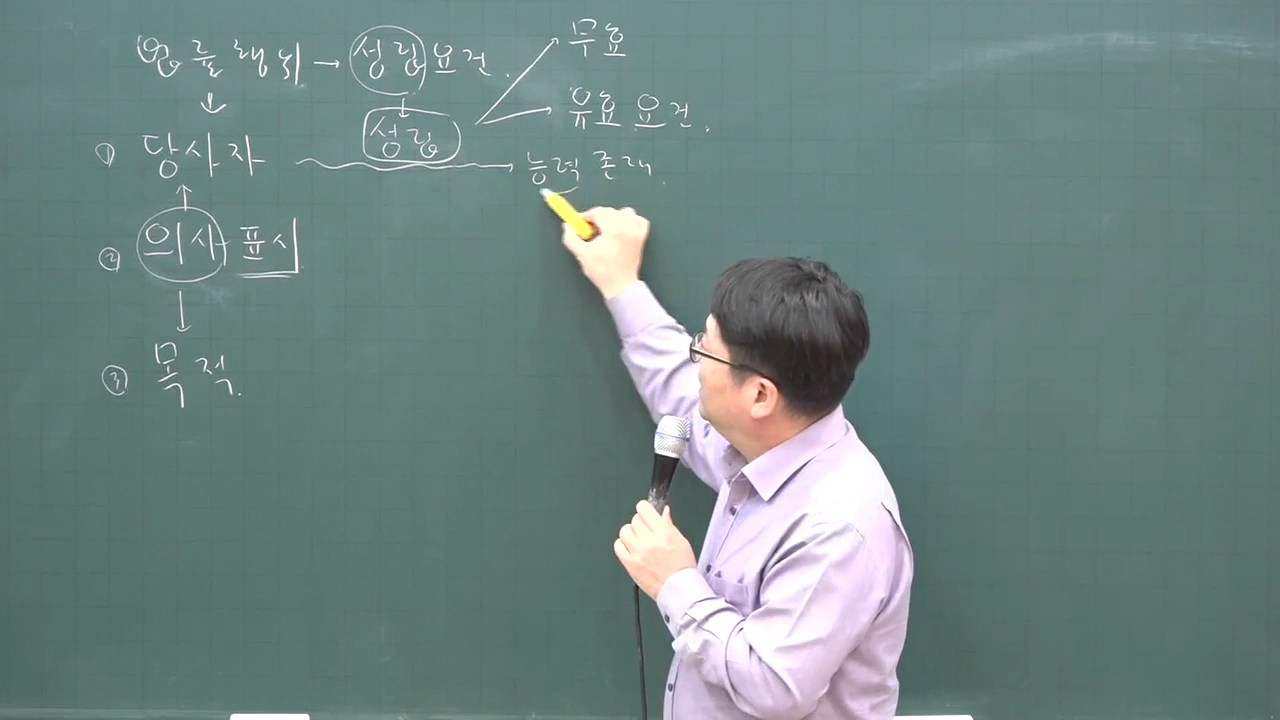 법률행위 → 성립요건.
무효
성립
유효요건.
① 당사자
능력 존재.
② 의사표시
③ 목적.